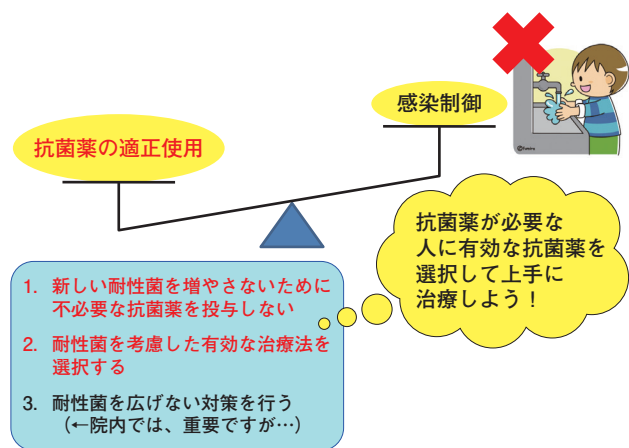 感染制御
抗菌薬の適正使用
抗菌薬が必要な
人に有効な抗菌薬を
選択して上手に
治療しよう！
1. 新しい耐性菌を増やさないために
不必要な抗菌薬を投与しない
2. 耐性菌を考慮した有効な治療法を
選択する
3. 耐性菌を広げない対策を行う
（←院内では、重要ですが…）